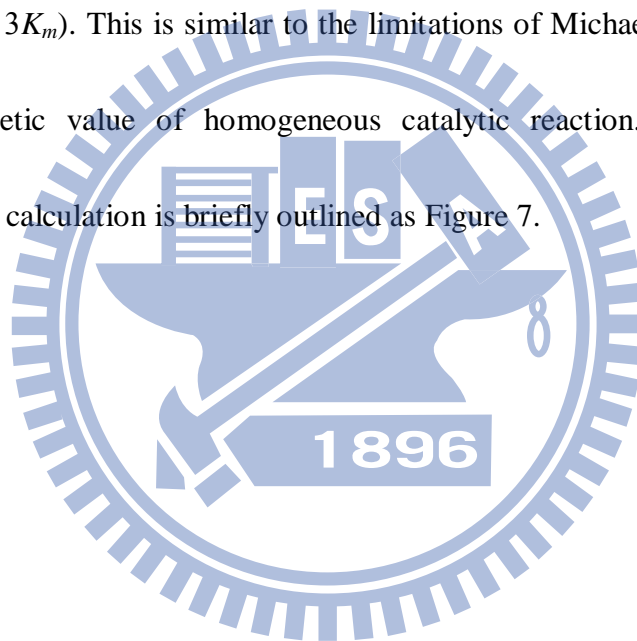 3Kₘ). This is similar to the limitations of Michae
etic value of homogeneous catalytic reaction.
calculation is briefly outlined as Figure 7.
E S A
1896